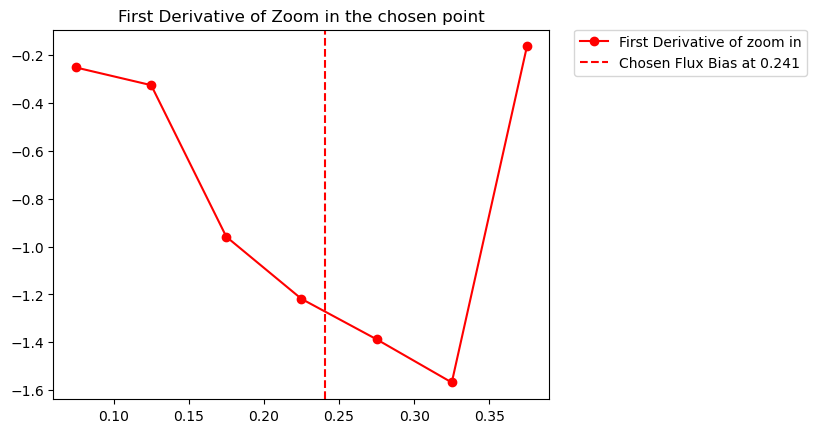 First Derivative of Zoom in the chosen point
First Derivative of zoom in
Chosen Flux Bias at 0.241
−0.2
−0.4
−0.6
−0.8
−1.0
−1.2
−1.4
−1.6
0.10 0.15 0.20 0.25 0.30 0.35